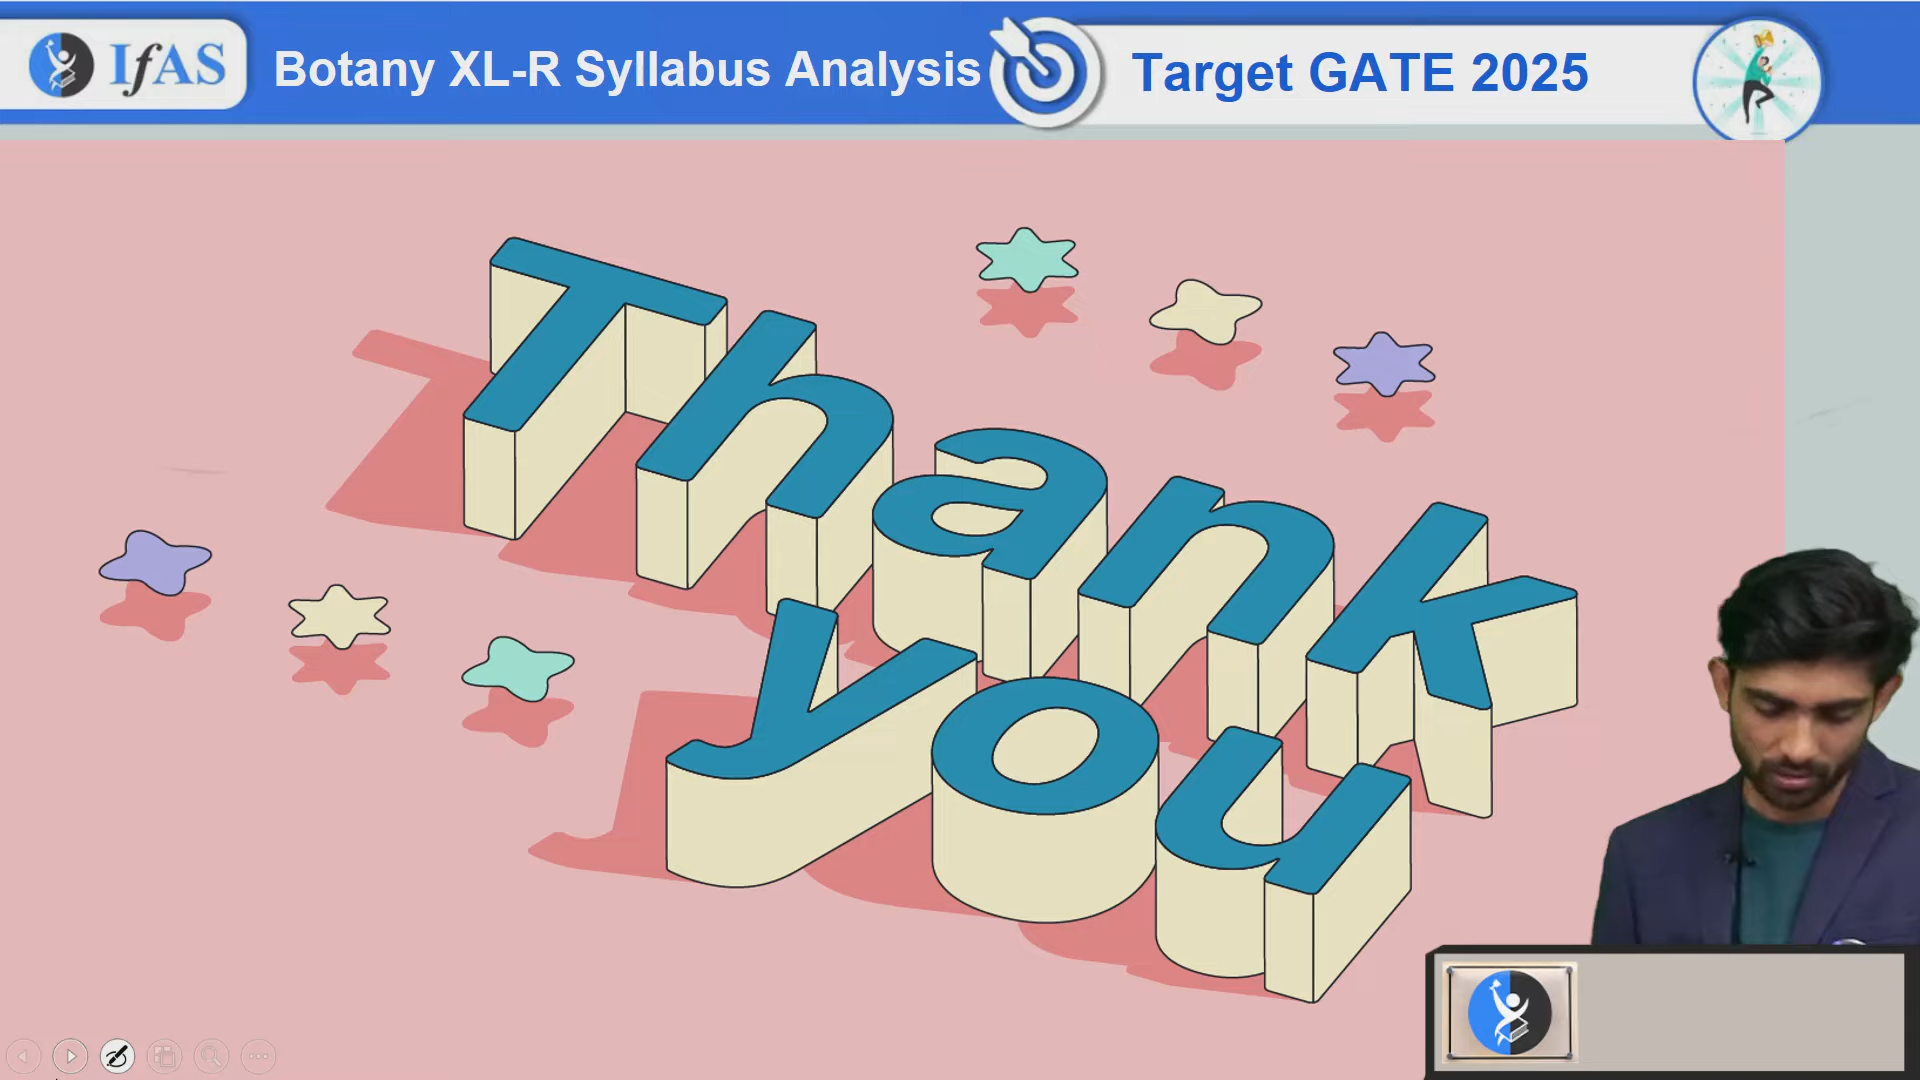 IfAS
Botany XL-R Syllabus Analysis
Target GATE 2025
Thank
you